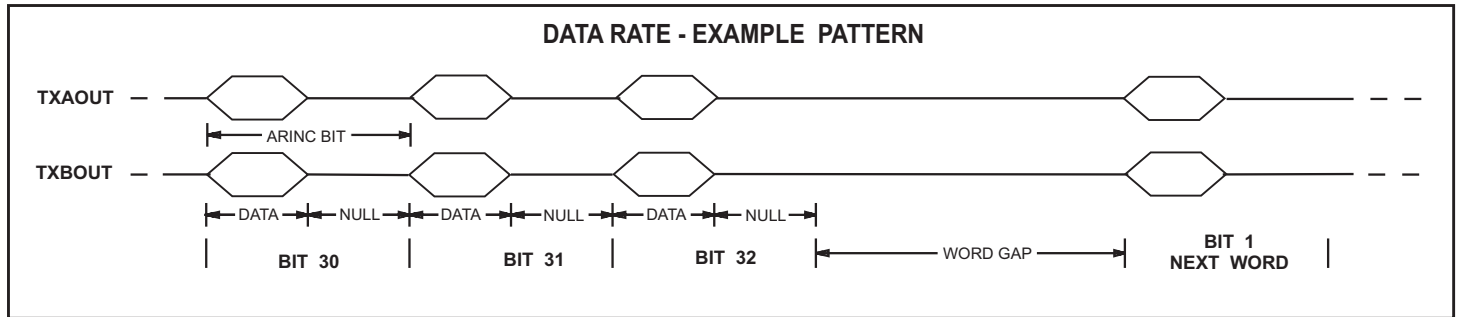 DATA RATE - EXAMPLE PATTERN
TXAOUT
ARINC BIT
TXBOUT
DATA NULL DATA NULL DATA NULL
BIT 30 BIT 31 BIT 32 WORD GAP BIT 1
NEXT WORD